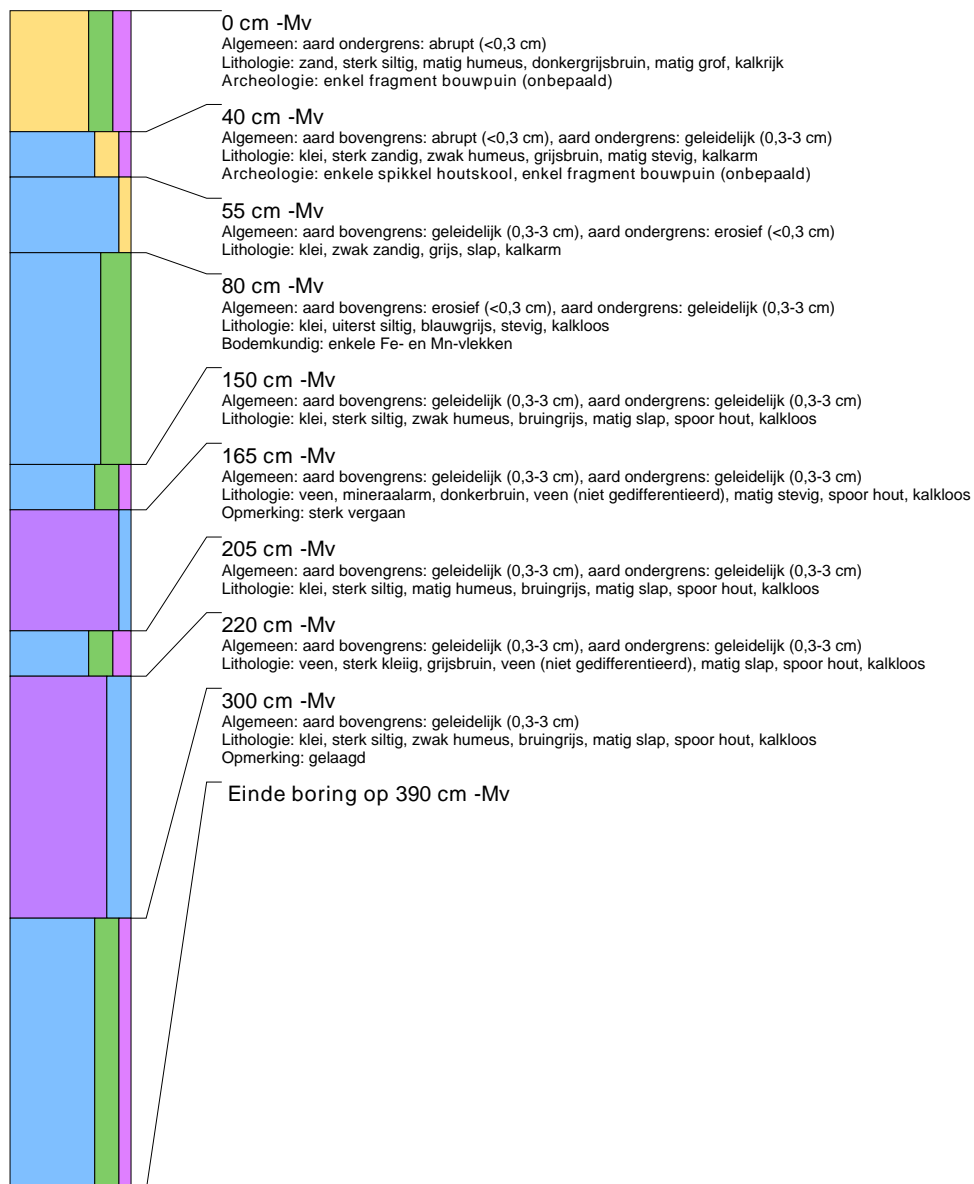 0 cm -Mv
Algemeen: aard ondergrens: abrupt (<0,3 cm)
Lithologie: zand, sterk siltig, matig humeus, donkergrijsbruin, matig grof, kalkrijk
Archeologie: enkel fragment bouwpuin (onbepaald)
40 cm -Mv
Algemeen: aard bovengrens: abrupt (<0,3 cm), aard ondergrens: geleidelijk (0,3-3 cm)
Lithologie: klei, sterk zandig, zwak humeus, grijsbruin, matig stevig, kalkarm
Archeologie: enkele spikkel houtskool, enkel fragment bouwpuin (onbepaald)
55 cm -Mv
Algemeen: aard bovengrens: geleidelijk (0,3-3 cm), aard ondergrens: erosief (<0,3 cm)
Lithologie: klei, zwak zandig, grijs, slap, kalkarm
80 cm -Mv
Algemeen: aard bovengrens: erosief (<0,3 cm), aard ondergrens: geleidelijk (0,3-3 cm)
Lithologie: klei, uiterst siltig, blauwgrijs, stevig, kalkloos
Bodemkundig: enkele Fe- en Mn-vlekken
150 cm -Mv
Algemeen: aard bovengrens: geleidelijk (0,3-3 cm), aard ondergrens: geleidelijk (0,3-3 cm)
Lithologie: klei, sterk siltig, zwak humeus, bruingrijs, matig slap, spoor hout, kalkloos
165 cm -Mv
Algemeen: aard bovengrens: geleidelijk (0,3-3 cm), aard ondergrens: geleidelijk (0,3-3 cm)
Lithologie: veen, mineraalarm, donkerbruin, veen (niet gedifferentieerd), matig stevig, spoor hout, kalkloos
Opmerking: sterk vergaan
205 cm -Mv
Algemeen: aard bovengrens: geleidelijk (0,3-3 cm), aard ondergrens: geleidelijk (0,3-3 cm)
Lithologie: klei, sterk siltig, matig humeus, bruingrijs, matig slap, spoor hout, kalkloos
220 cm -Mv
Algemeen: aard bovengrens: geleidelijk (0,3-3 cm), aard ondergrens: geleidelijk (0,3-3 cm)
Lithologie: veen, sterk kleiig, grijsbruin, veen (niet gedifferentieerd), matig slap, spoor hout, kalkloos
300 cm -Mv
Algemeen: aard bovengrens: geleidelijk (0,3-3 cm)
Lithologie: klei, sterk siltig, zwak humeus, bruingrijs, matig slap, spoor hout, kalkloos
Opmerking: gelaagd
Einde boring op 390 cm -Mv